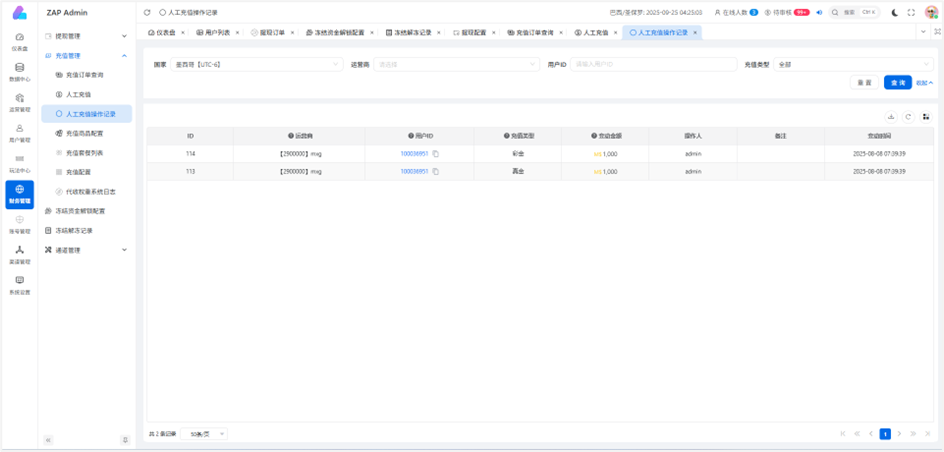 ZAP Admin
人工充值操作记录
巴西/圣保罗: 2025-09-25 04:25:00
在线人数 3
待审核 99+
搜索
Ctrl K
仪表盘 ×
用户列表 ×
提现订单 ×
冻结资金解锁配置 ×
冻结解冻记录 ×
提现配置 ×
充值订单查询 ×
人工充值 ×
人工充值操作记录 ×
仪表盘
数据中心
运营管理
用户管理
玩法中心
财务管理
账号管理
渠道管理
系统设置
提现管理
充值管理
充值订单查询
人工充值
人工充值操作记录
充值商品配置
充值套餐列表
充值配置
代收权重系统日志
冻结资金解锁配置
冻结解冻记录
通道管理
国家 墨西哥【UTC-6】
运营商 请选择
用户ID 请输入用户ID
充值类型 全部
重置 查询 收起
ID 运营商 用户ID 充值类型 变动金额 操作人 备注 变动时间
114 【2900000】mxg 100036951 彩金 1,000 admin 2025-08-08 07:39:39
113 【2900000】mxg 100036951 真金 1,000 admin 2025-08-08 07:39:39
共 2 条记录 50条/页
1